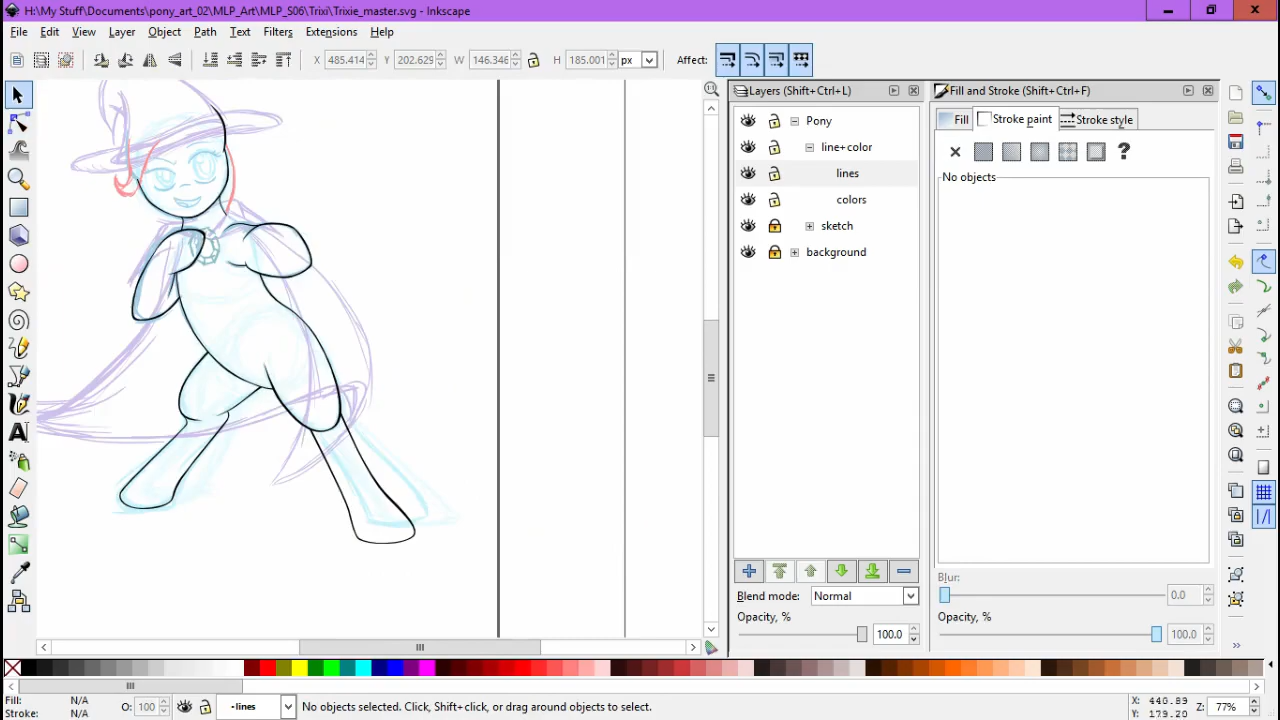 H:\My Stuff\Documents\pony_art_02\MLP_Art\MLP_S06\Trixi\Trixie_master.svg - Inkscape
File Edit View Layer Object Path Text Filters Extensions Help
X 485.414 Y 202.629 W 146.346 H 185.001 px Affect:
Layers (Shift+Ctrl+L) Fill and Stroke (Shift+Ctrl+F)
Pony Fill Stroke paint Stroke style
line+color
lines No objects
colors
sketch
background
Blend mode: Normal Blur: 0.0
Opacity, % Opacity, %
100.0 100.0
Fill: N/A
Stroke: N/A
O: 100 -lines No objects selected. Click, Shift+click, or drag around objects to select.
X: 440.89
Y: 179.20
Z: 77%